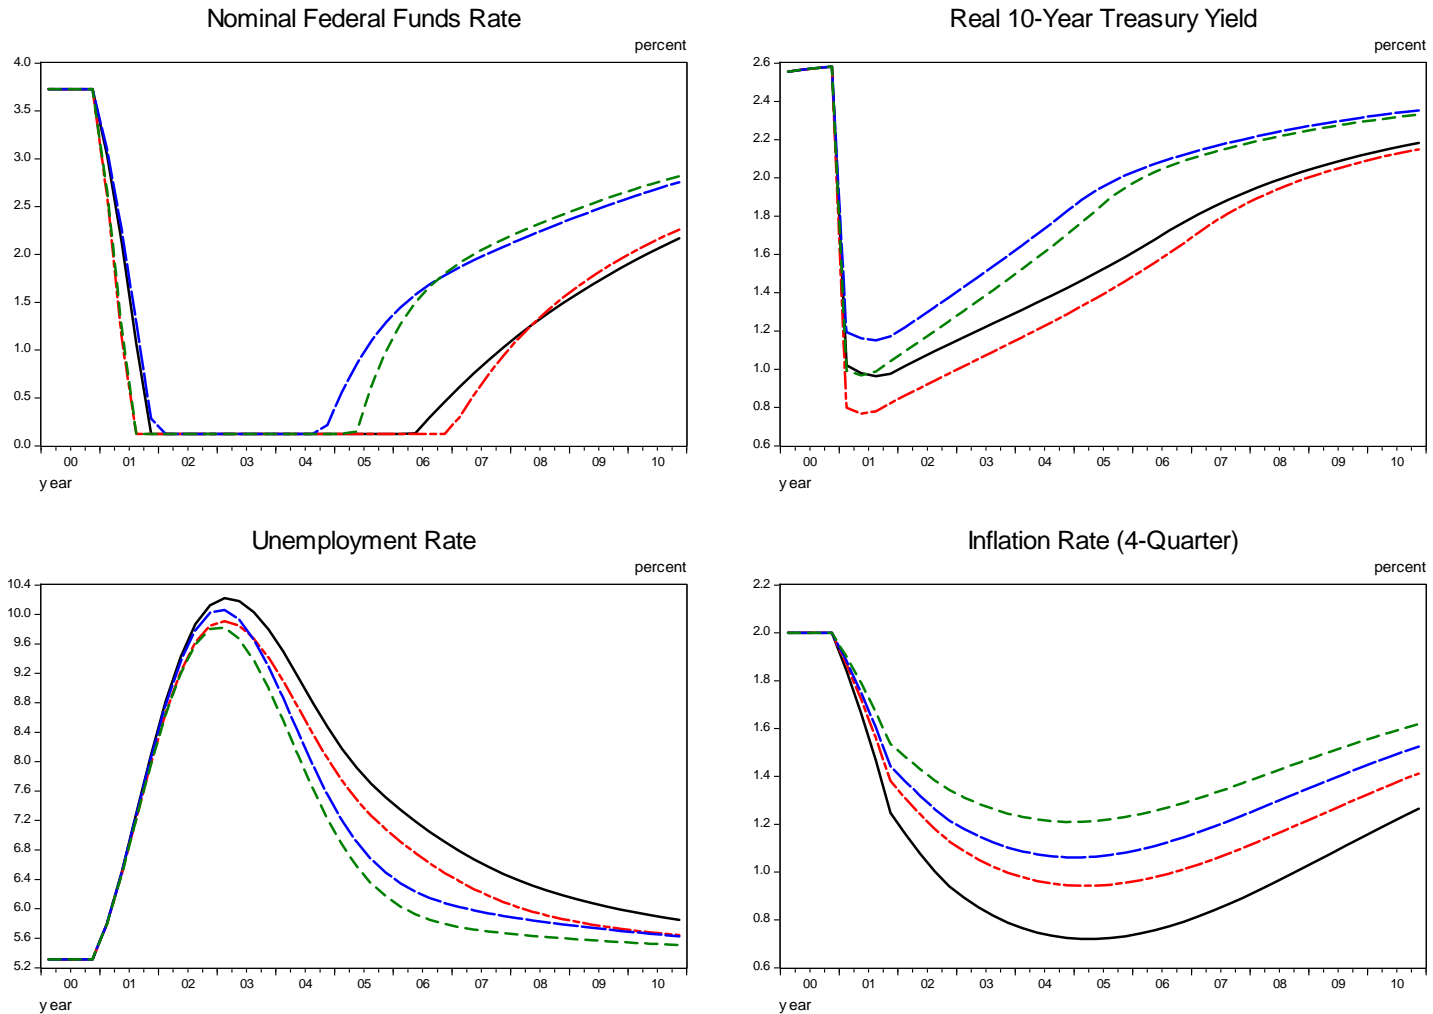 Nominal Federal Funds Rate
percent
4.0
3.5
3.0
2.5
2.0
1.5
1.0
0.5
0.0
00 01 02 03 04 05 06 07 08 09 10
year
Real 10-Year Treasury Yield
percent
2.6
2.4
2.2
2.0
1.8
1.6
1.4
1.2
1.0
0.8
0.6
00 01 02 03 04 05 06 07 08 09 10
year
Unemployment Rate
percent
10.4
10.0
9.6
9.2
8.8
8.4
8.0
7.6
7.2
6.8
6.4
6.0
5.6
5.2
00 01 02 03 04 05 06 07 08 09 10
year
Inflation Rate (4-Quarter)
percent
2.2
2.0
1.8
1.6
1.4
1.2
1.0
0.8
0.6
00 01 02 03 04 05 06 07 08 09 10
year